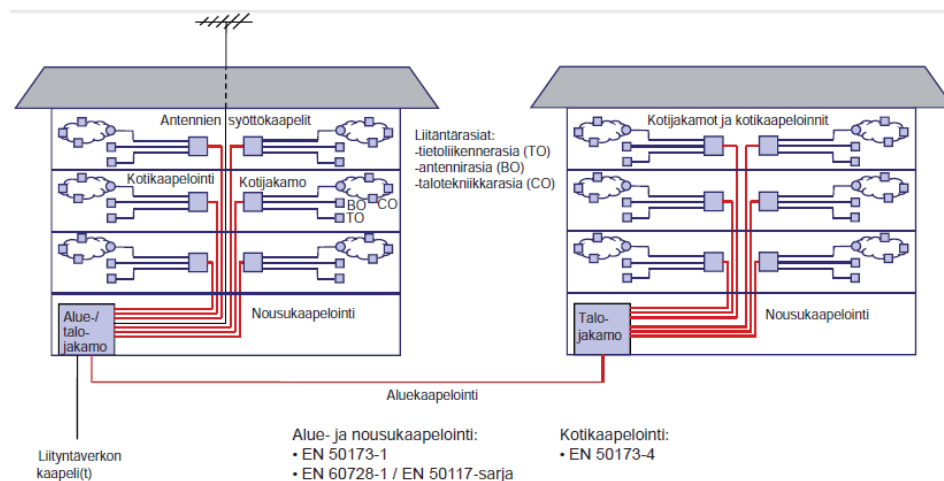 Antennien syöttökaapelit
Liitäntärasiat:
-tietoliikennerasia (TO)
-antennirasia (BO)
-talotekniikkarasia (CO)
Kotijakamot ja kotikaapeloinnit
Kotikaapelointi
Kotijakamo
BO
CO
TO
Alue-/
talo-
jakamo
Nousukaapelointi
Talo-
jakamo
Nousukaapelointi
Aluekaapelointi
Liityntäverkon
kaapeli(t)
Alue- ja nousukaapelointi:
• EN 50173-1
• EN 60728-1 / EN 50117-sarja
Kotikaapelointi:
• EN 50173-4